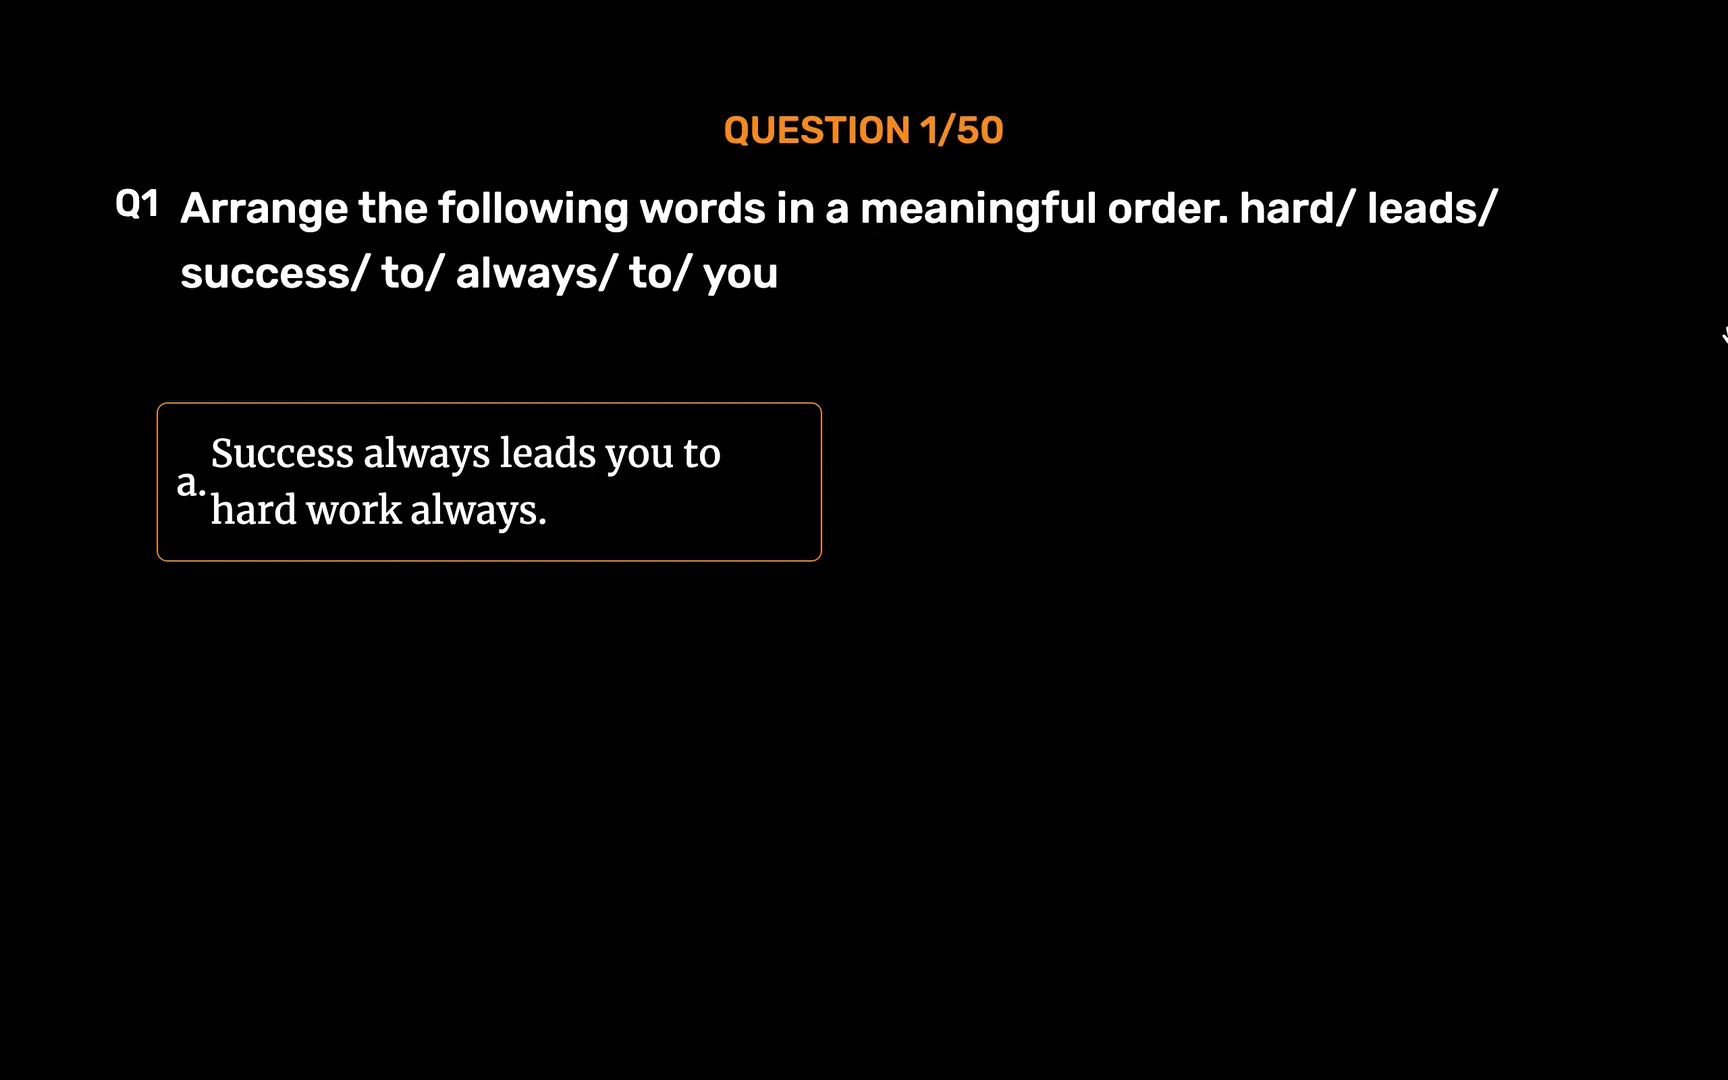 QUESTION 1/50
Q1 Arrange the following words in a meaningful order. hard/ leads/
success/ to/ always/ to/ you
a. Success always leads you to
hard work always.